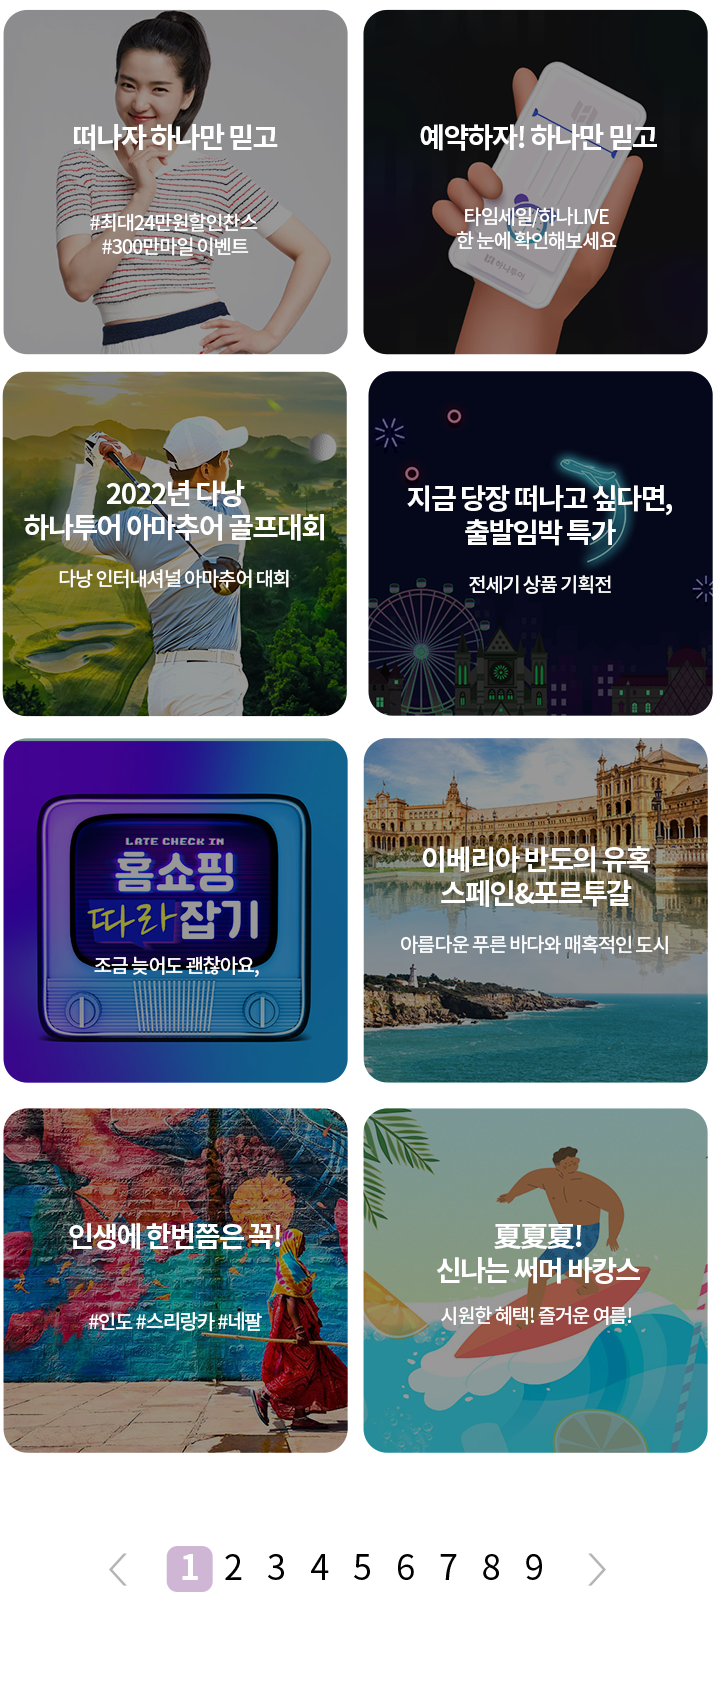 떠나자 하나만 믿고
#최대24만원할인찬스
#300만마일 이벤트
예약하자! 하나만 믿고
타임세일/하나LIVE
한 눈에 확인해보세요
하나투어
2022년 다낭
하나투어 아마추어 골프대회
다낭 인터내셔널 아마추어 대회
지금 당장 떠나고 싶다면,
출발임박 특가
전세기 상품 기획전
LATE CHECK IN
홈쇼핑
따라잡기
조금 늦어도 괜찮아요,
이베리아 반도의 유혹
스페인&포르투갈
아름다운 푸른 바다와 매혹적인 도시
인생에 한번쯤은 꼭!
#인도 #스리랑카 #네팔
夏夏夏!
신나는 써머 바캉스
시원한 혜택! 즐거운 여름!
1 2 3 4 5 6 7 8 9